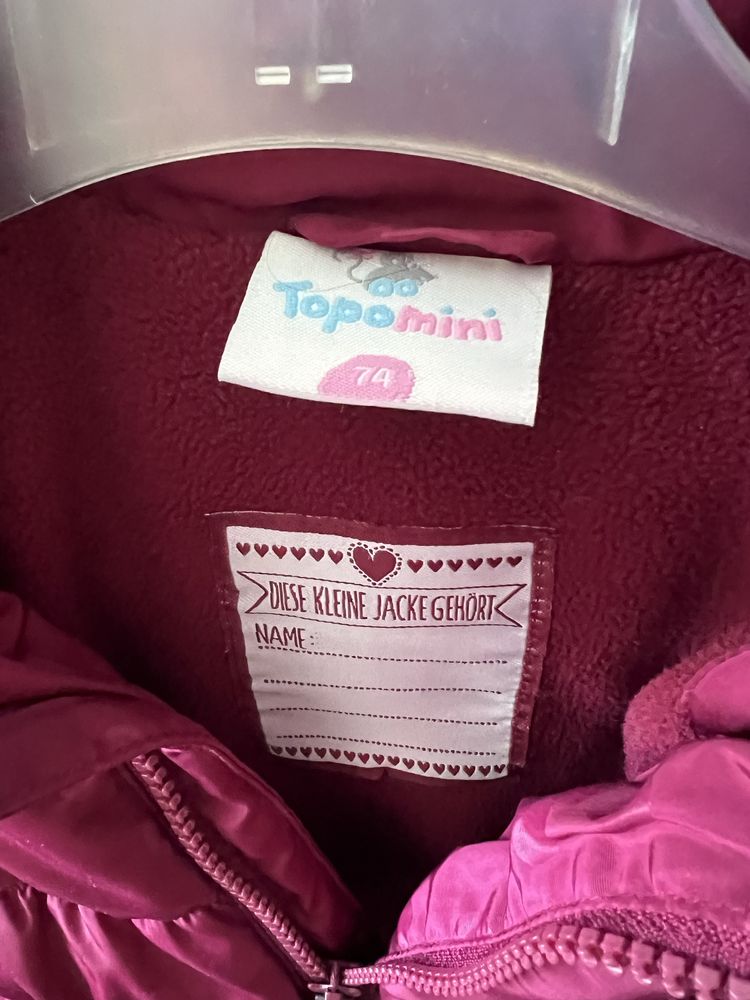 Topomini
74
DIESE KLEINE JACKE GEHÖRT
NAME: